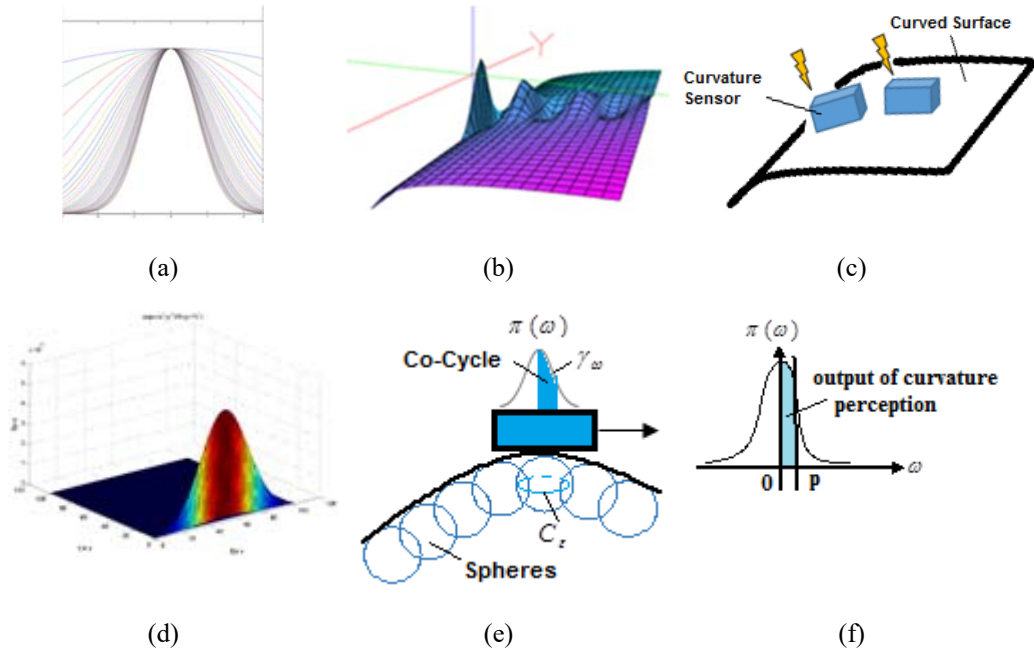 Y
Curved Surface
Curvature
Sensor
(a)
(b)
(c)
π (ω)
Co-Cycle
γω
Cz
Spheres
π (ω)
output of curvature
perception
0
p
ω
(d)
(e)
(f)